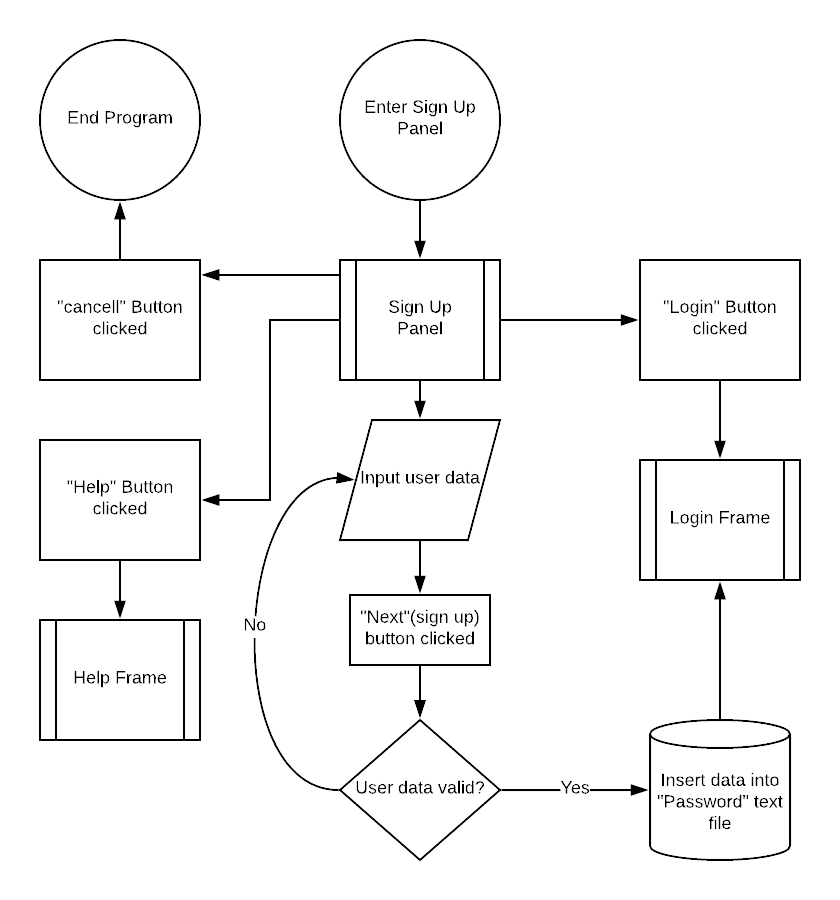 End Program
Enter Sign Up
Panel
"cancell" Button
clicked
Sign Up
Panel
"Login" Button
clicked
"Help" Button
clicked
Input user data
Login Frame
No
"Next"(sign up)
button clicked
Help Frame
User data valid?
Yes
Insert data into
"Password" text
file